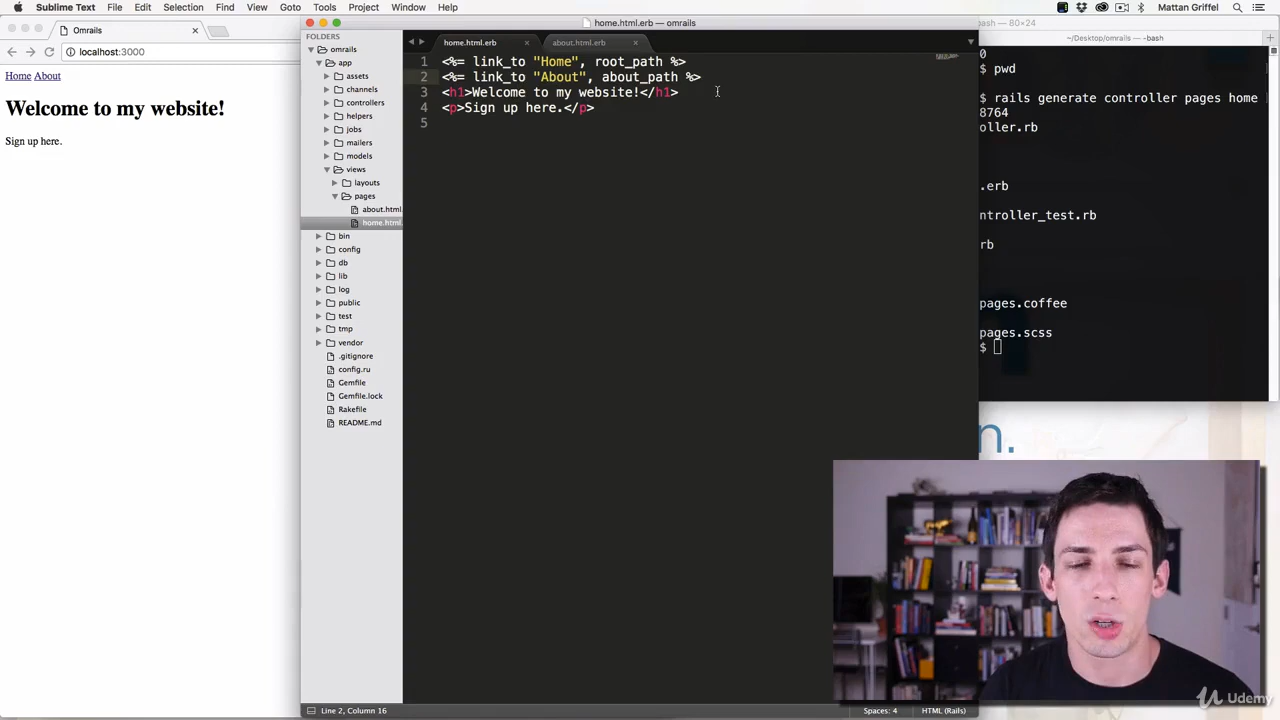 Sublime Text File Edit Selection Find View Goto Tools Project Window Help
Mattan Griffel
Omrails
localhost:3000
Home About
Welcome to my website!
Sign up here.
home.html.erb — omrails
FOLDERS
omrails
app
assets
channels
controllers
helpers
jobs
mailers
models
views
layouts
pages
about.html.
home.html.
bin
config
db
lib
log
public
test
tmp
vendor
.gitignore
config.ru
Gemfile
Gemfile.lock
Rakefile
README.md
home.html.erb
about.html.erb
1 <%= link_to "Home", root_path %>
2 <%= link_to "About", about_path %>
3 <h1>Welcome to my website!</h1>
4 <p>Sign up here.</p>
5
Line 2, Column 16
Spaces: 4
HTML (Rails)
bash — 80×24
~/Desktop/omrails — -bash
0
$ pwd
$ rails generate controller pages home
8764
oller.rb
.erb
ntroller_test.rb
rb
pages.coffee
pages.scss
$
n.
Udemy